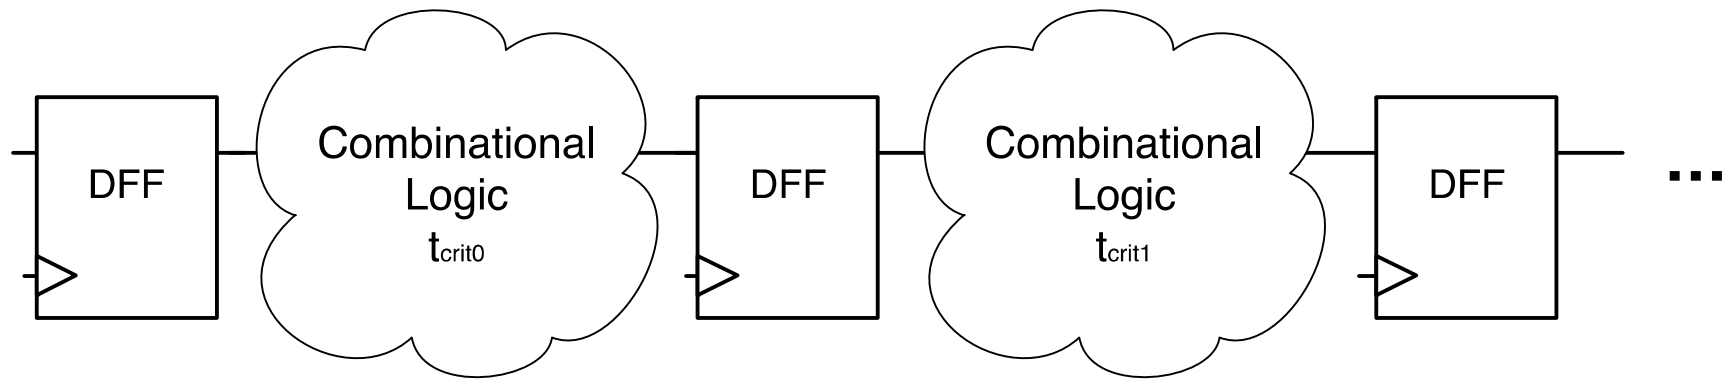 DFF
Combinational
Logic
tcrit0
DFF
Combinational
Logic
tcrit1
DFF
...